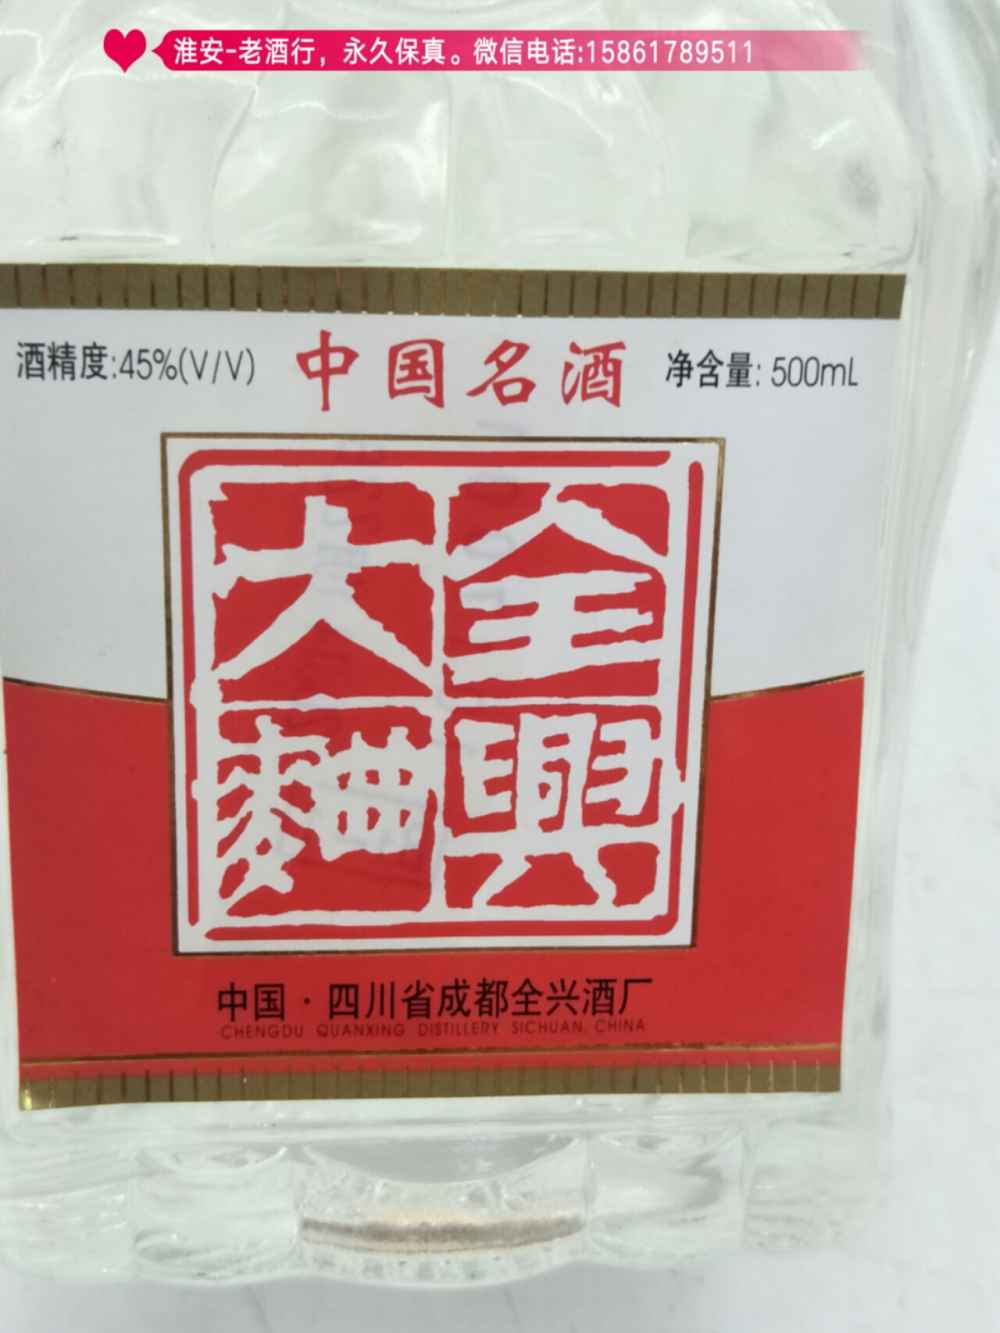 淮安-老酒行，永久保真。微信电话:15861789511
酒精度:45%(V/V)
中国名酒
净含量: 500mL
全興
大麯
中国·四川省成都全兴酒厂
CHENGDU QUANXING DISTILLERY SICHUAN, CHINA